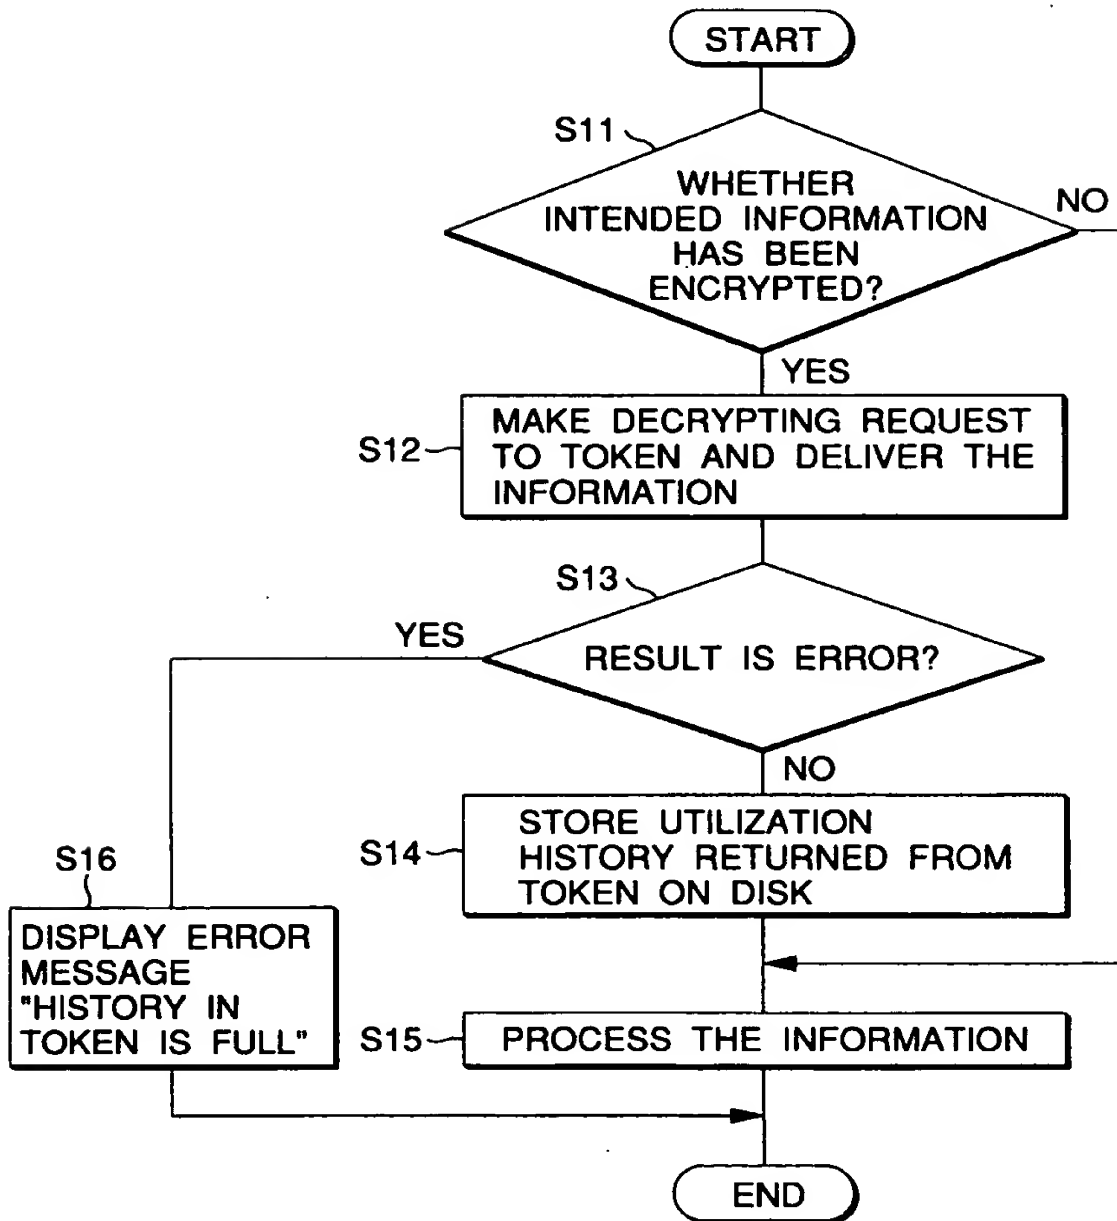 START
S11
WHETHER
INTENDED INFORMATION
HAS BEEN
ENCRYPTED?
NO
YES
S12
MAKE DECRYPTING REQUEST
TO TOKEN AND DELIVER THE
INFORMATION
S13
YES
RESULT IS ERROR?
NO
S14
STORE UTILIZATION
HISTORY RETURNED FROM
TOKEN ON DISK
S16
DISPLAY ERROR
MESSAGE
"HISTORY IN
TOKEN IS FULL"
S15
PROCESS THE INFORMATION
END